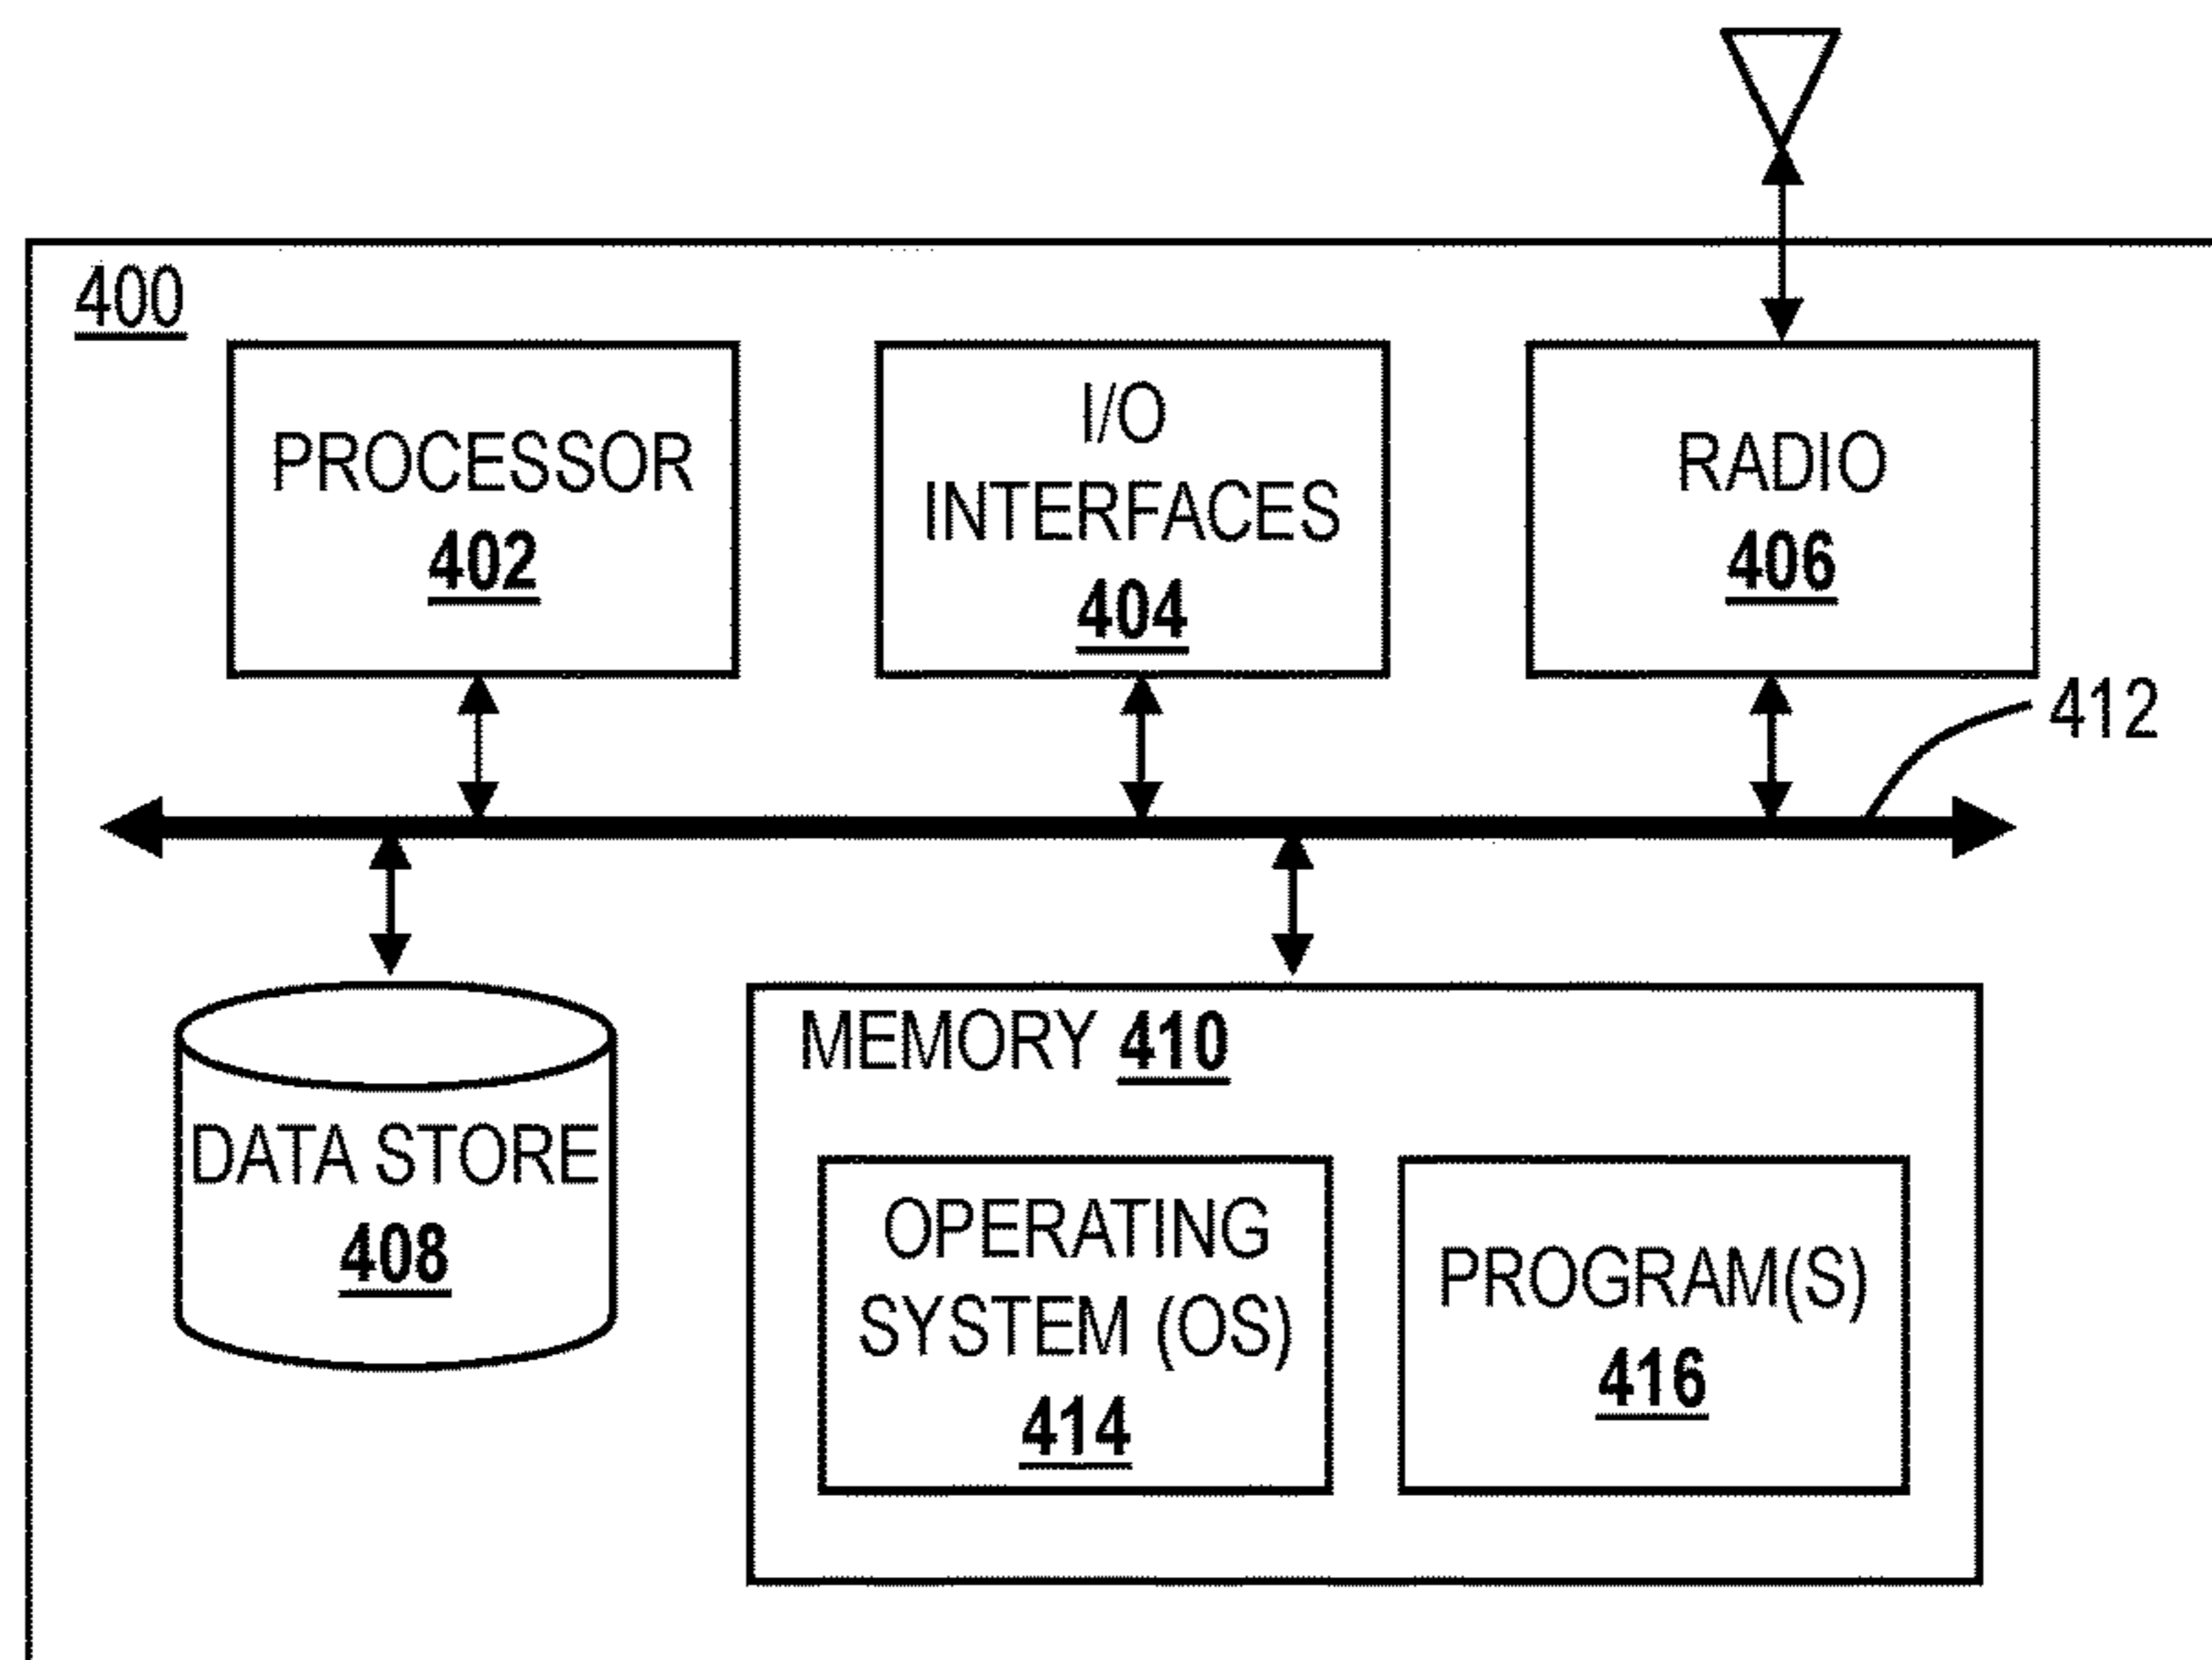 400
PROCESSOR
402
I/O
INTERFACES
404
RADIO
406
412
DATA STORE
408
MEMORY 410
OPERATING
SYSTEM (OS)
414
PROGRAM(S)
416